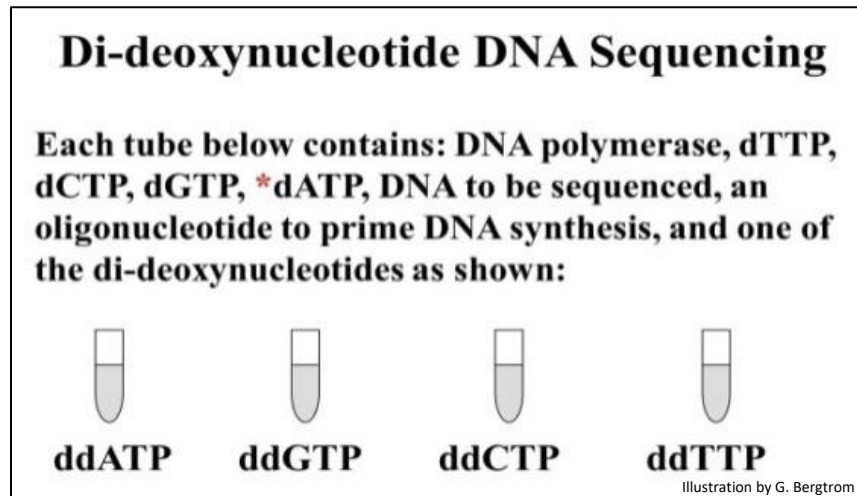 Di-deoxynucleotide DNA Sequencing
Each tube below contains: DNA polymerase, dTTP,
dCTP, dGTP, *dATP, DNA to be sequenced, an
oligonucleotide to prime DNA synthesis, and one of
the di-deoxynucleotides as shown:
ddATP ddGTP ddCTP ddTTP
Illustration by G. Bergtrom